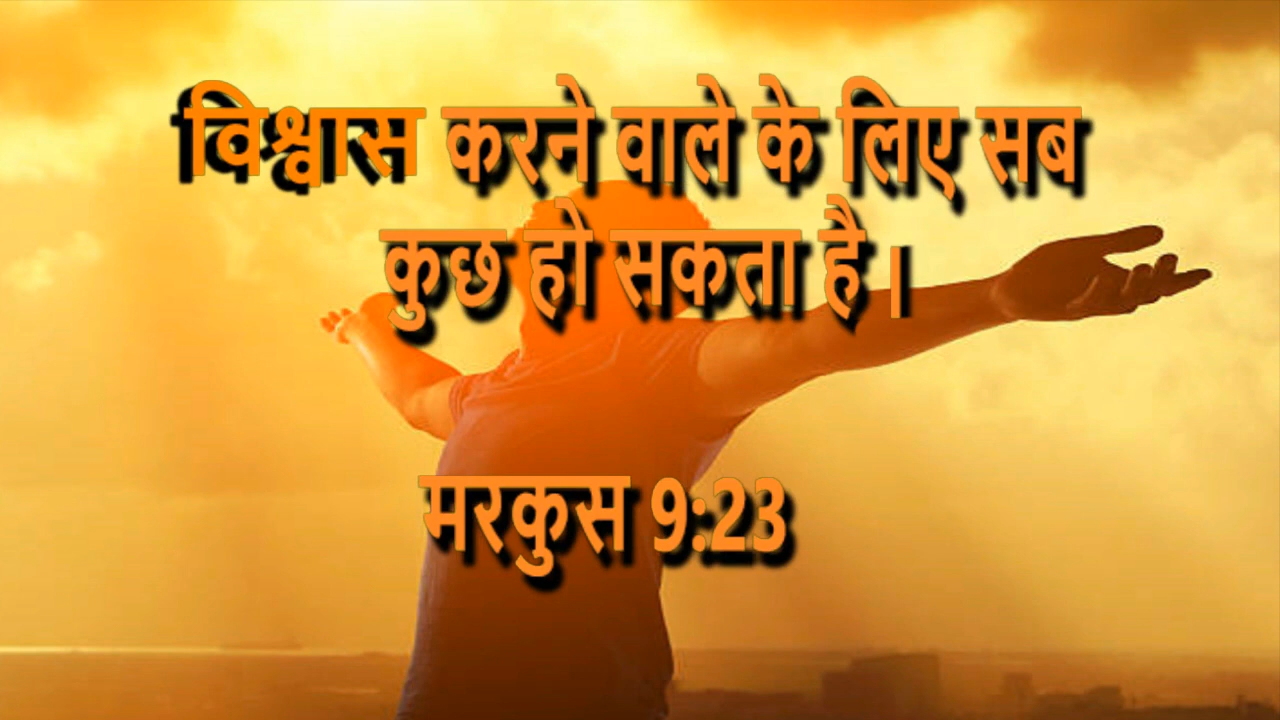 विश्वास करने वाले के लिए सब
कुछ हो सकता है।
मरकुस 9:23